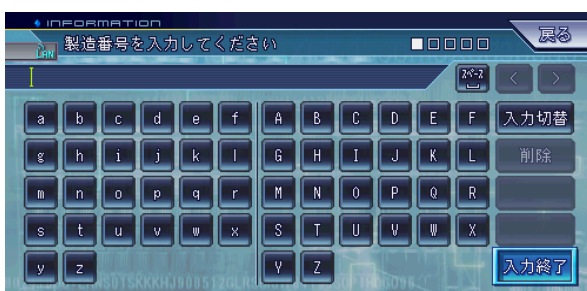 INFORMATION
戻る
LAN
製造番号を入力してください
スペース
< >
a b c d e f A B C D E F 入力切替
g h i j k l G H I J K L 削除
m n o p q r M N O P Q R
s t u v w x S T U V W X
y z Y Z 入力終了